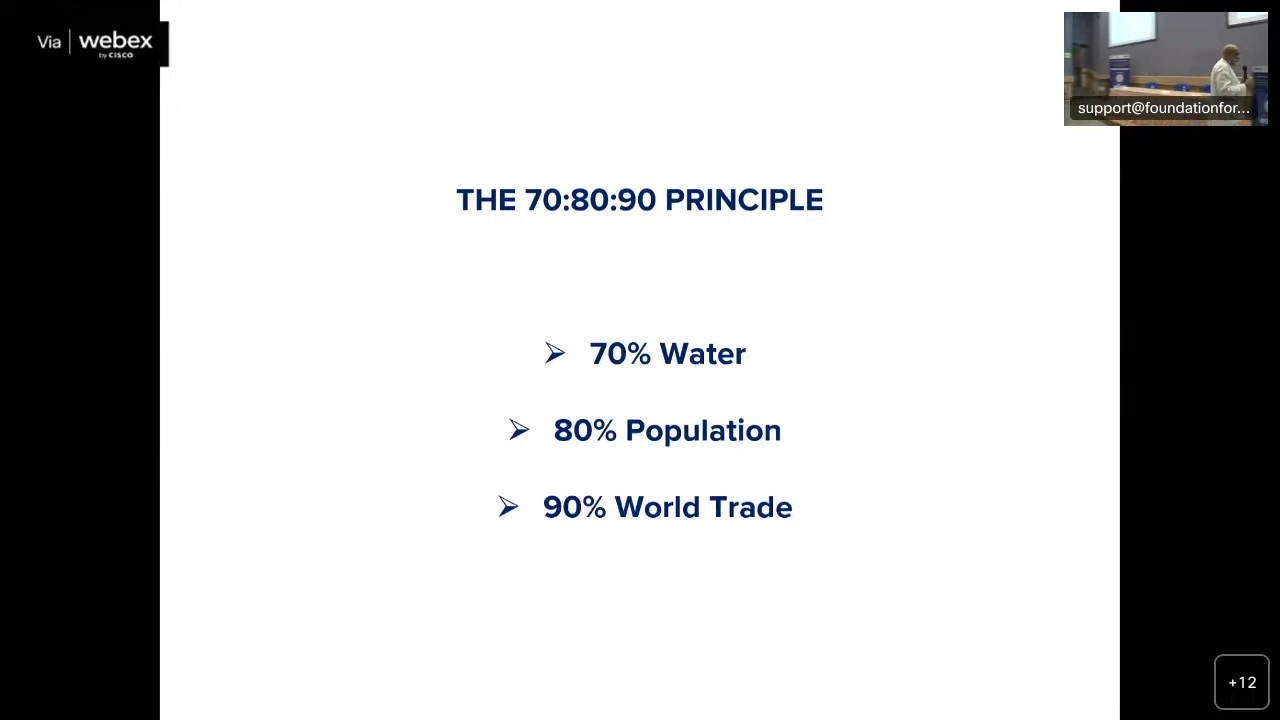 Via webex
by CISCO
support@foundationfor...
THE 70:80:90 PRINCIPLE
70% Water
80% Population
90% World Trade
+12